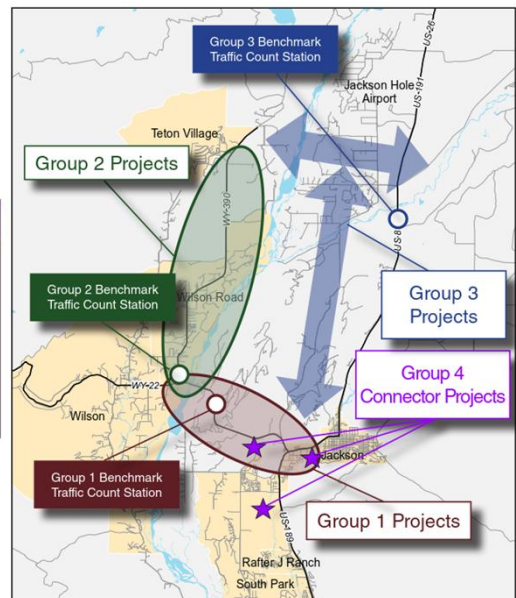 Group 3 Benchmark
Traffic Count Station
US-26
US-191
Jackson Hole
Airport
Teton Village
Group 2 Projects
WY-390
US-8
Group 2 Benchmark
Traffic Count Station
Wilson Road
Group 3
Projects
WY-22
Group 4
Connector Projects
Wilson
Group 1 Benchmark
Traffic Count Station
Jackson
Group 1 Projects
US-189
Rafter J Ranch
South Park